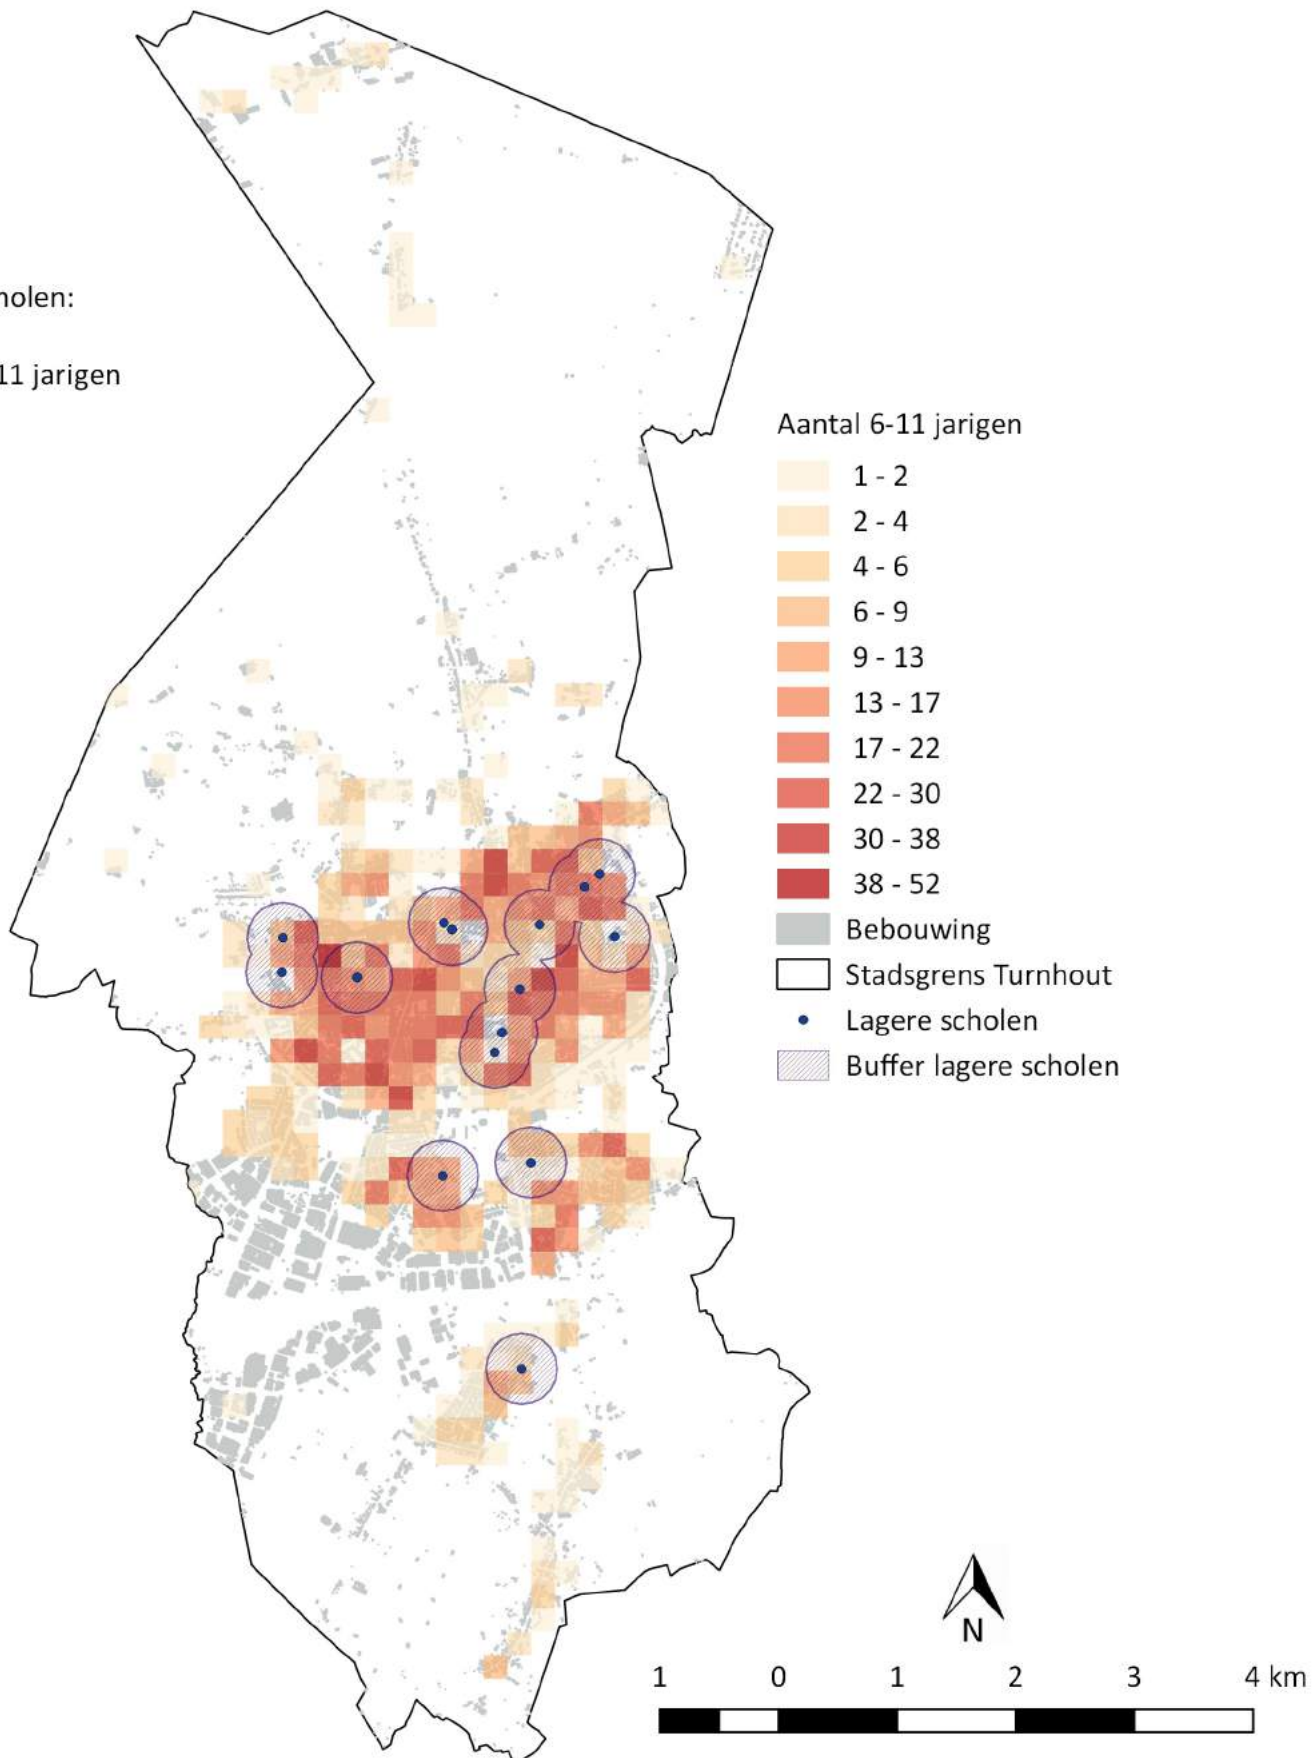 holen:
11 jarigen
Aantal 6-11 jarigen
1 - 2
2 - 4
4 - 6
6 - 9
9 - 13
13 - 17
17 - 22
22 - 30
30 - 38
38 - 52
Bebouwing
Stadsgrens Turnhout
Lagere scholen
Buffer lagere scholen
N
1 0 1 2 3 4 km